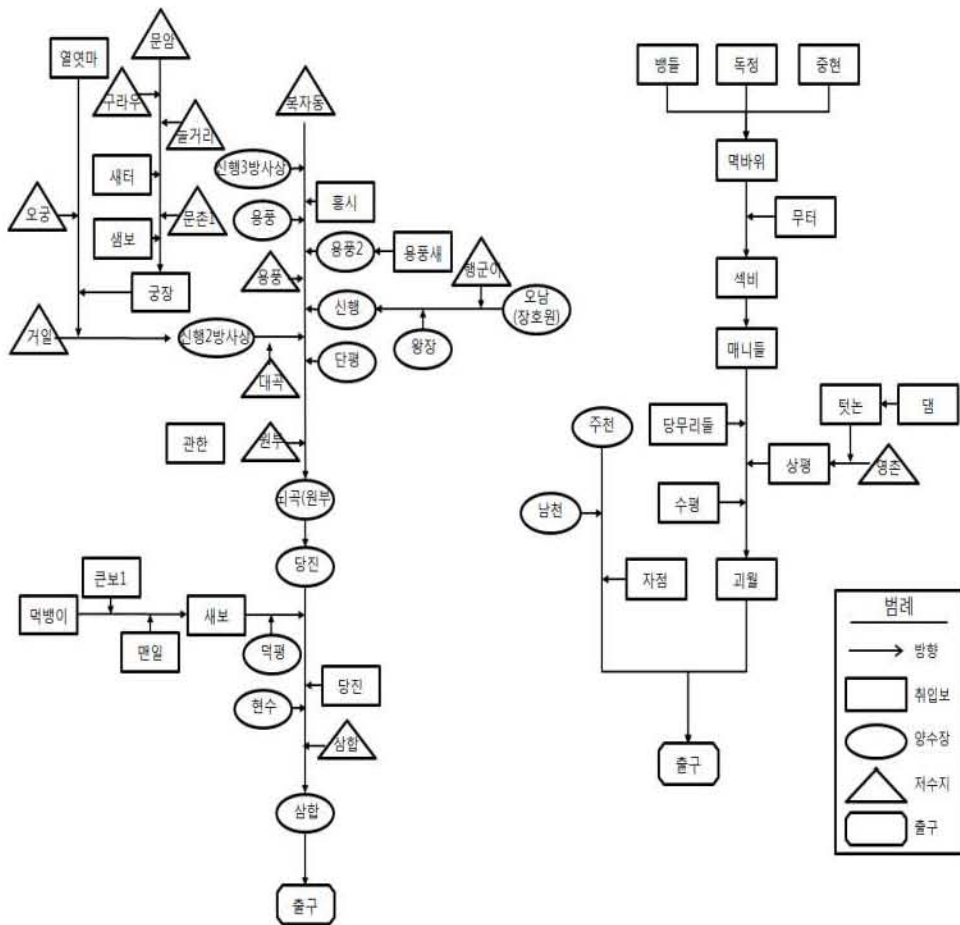 문암
열엿마
구라우
늘거리
새터
오궁
문촌1
샘보
궁장
거일
복자동
신행3방사상
홍시
용풍
용풍2
용풍새
용풍
행군이
신행
오남
(장호원)
왕장
신행2방사상
단평
대곡
관한
원부
뇌곡(원부
당진
큰보1
먹뱅이
새보
맨일
덕평
당진
현수
삼합
삼합
출구
뱅들
독정
중현
멱바위
무터
섹비
매니들
텃논
댐
주천
당무리들
상평
영존
남천
수평
자점
괴월
출구
범례
방향
취입보
양수장
저수지
출구